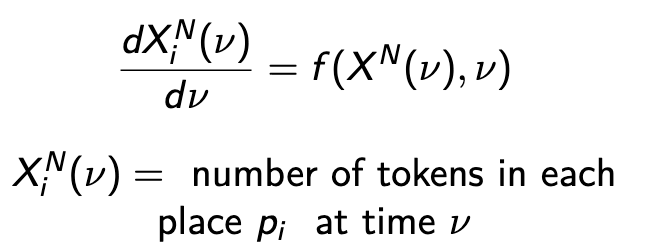 dX_i^N(ν)/dν = f(X^N(ν), ν)
X_i^N(ν) = number of tokens in each
place p_i at time ν